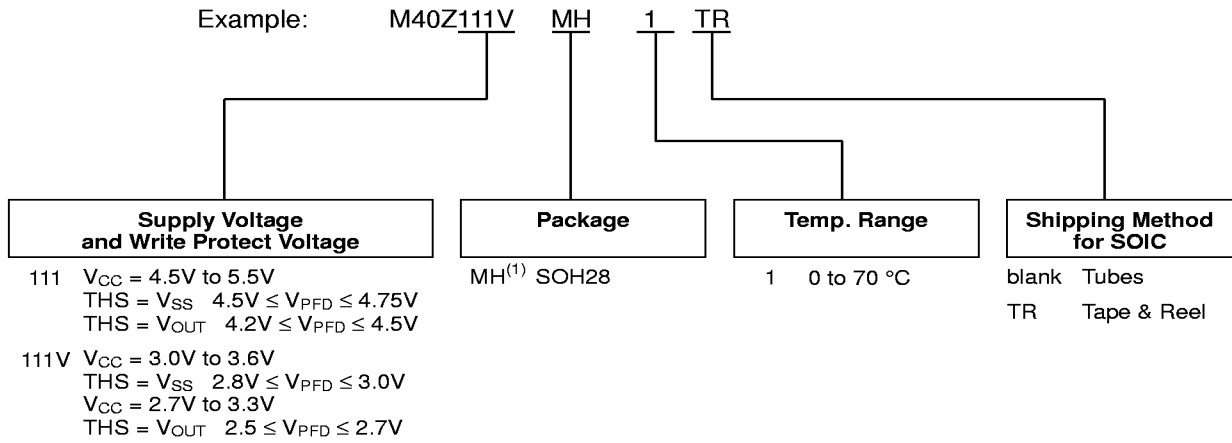 Example: M40Z111V MH 1 TR
Supply Voltage
and Write Protect Voltage
111 VCC = 4.5V to 5.5V
THS = VSS 4.5V ≤ VPFD ≤ 4.75V
THS = VOUT 4.2V ≤ VPFD ≤ 4.5V
111V VCC = 3.0V to 3.6V
THS = VSS 2.8V ≤ VPFD ≤ 3.0V
VCC = 2.7V to 3.3V
THS = VOUT 2.5 ≤ VPFD ≤ 2.7V
Package
MH(1) SOH28
Temp. Range
1 0 to 70 °C
Shipping Method
for SOIC
blank Tubes
TR Tape & Reel